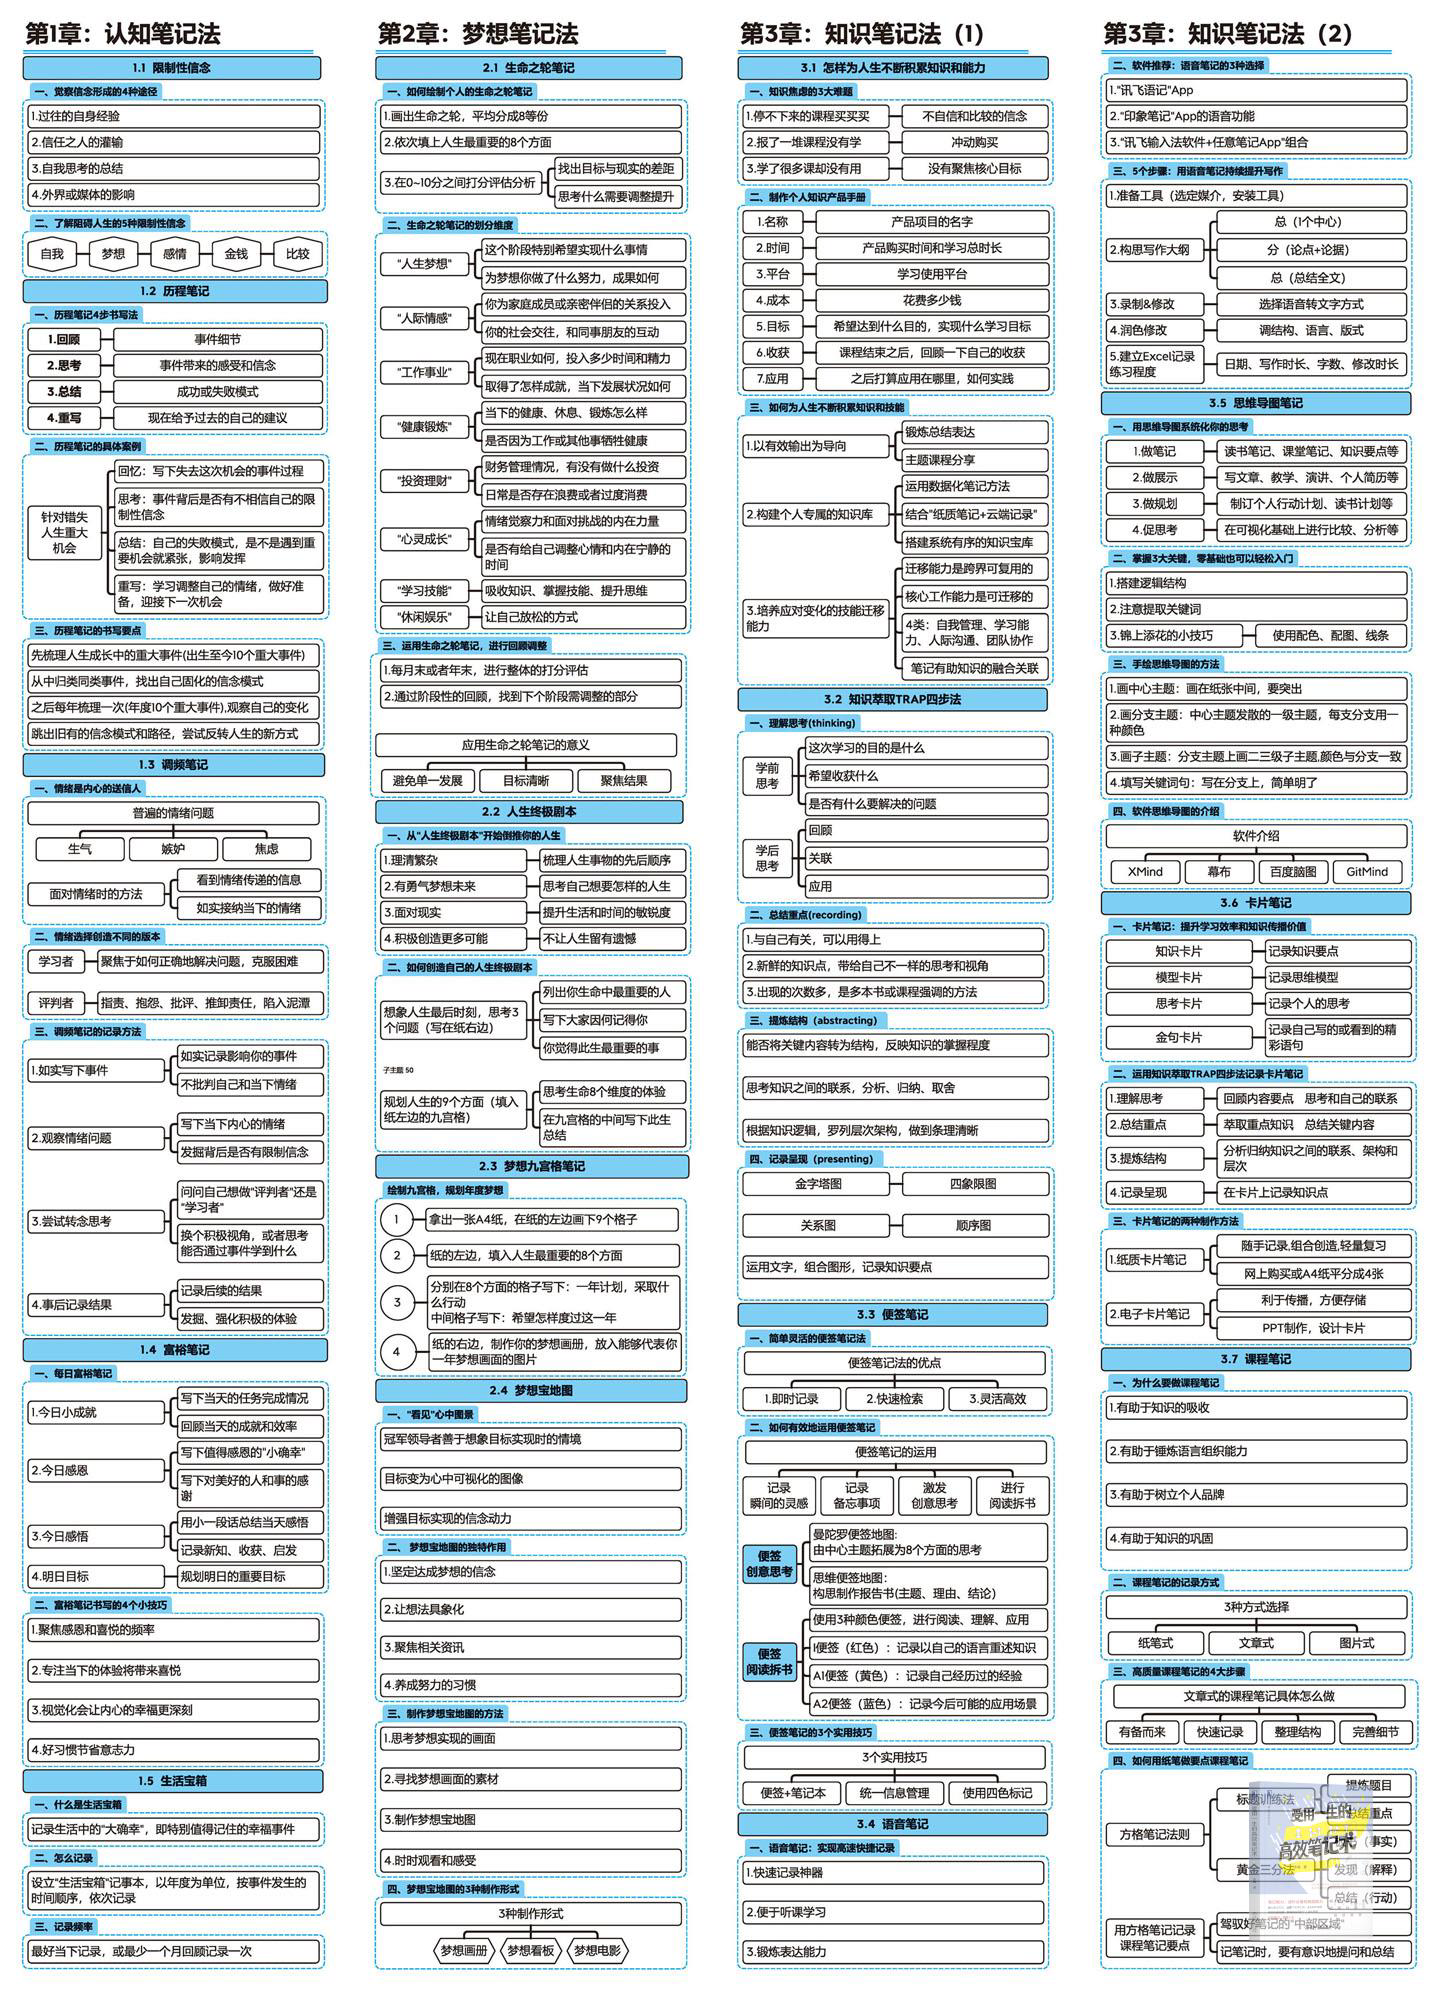 第1章：认知笔记法
1.1 限制性信念
一、觉察信念形成的4种途径
1.过往的自身经验
2.信任之人的灌输
3.自我思考的总结
4.外界或媒体的影响
二、了解阻碍人生的5种限制性信念
自我
梦想
感情
金钱
比较
1.2 历程笔记
一、历程笔记4步书写法
1.回顾
事件细节
2.思考
事件带来的感受和信念
3.总结
成功或失败模式
4.重写
现在给予过去的自己的建议
二、历程笔记的具体案例
针对错失
人生重大
机会
回忆：写下失去这次机会的事件过程
思考：事件背后是否有不相信自己的限
制性信念
总结：自己的失败模式，是不是遇到重
要机会就紧张，影响发挥
重写：学习调整自己的情绪，做好准
备，迎接下一次机会
三、历程笔记的书写要点
先梳理人生成长中的重大事件(出生至今10个重大事件)
从中归类同类事件，找出自己固化的信念模式
之后每年梳理一次(年度10个重大事件),观察自己的变化
跳出旧有的信念模式和路径，尝试反转人生的新方式
1.3 调频笔记
一、情绪是内心的送信人
普遍的情绪问题
生气
嫉妒
焦虑
面对情绪时的方法
看到情绪传递的信息
如实接纳当下的情绪
二、情绪选择创造不同的版本
学习者
聚焦于如何正确地解决问题，克服困难
评判者
指责、抱怨、批评、推卸责任，陷入泥潭
三、调频笔记的记录方法
1.如实写下事件
如实记录影响你的事件
不批判自己和当下情绪
2.观察情绪问题
写下当下内心的情绪
发掘背后是否有限制信念
3.尝试转念思考
问问自己想做"评判者"还是
"学习者"
换个积极视角，或者思考
能否通过事件学到什么
4.事后记录结果
记录后续的结果
发掘、强化积极的体验
1.4 富裕笔记
一、每日富裕笔记
1.今日小成就
写下当天的任务完成情况
回顾当天的成就和效率
2.今日感恩
写下值得感恩的"小确幸"
写下对美好的人和事的感
谢
3.今日感悟
用小一段话总结当天感悟
记录新知、收获、启发
4.明日目标
规划明日的重要目标
二、富裕笔记书写的4个小技巧
1.聚焦感恩和喜悦的频率
2.专注当下的体验将带来喜悦
3.视觉化会让内心的幸福更深刻
4.好习惯节省意志力
1.5 生活宝箱
一、什么是生活宝箱
记录生活中的"大确幸"，即特别值得记住的幸福事件
二、怎么记录
设立"生活宝箱"记事本，以年度为单位，按事件发生的
时间顺序，依次记录
三、记录频率
最好当下记录，或最少一个月回顾记录一次
第2章：梦想笔记法
2.1 生命之轮笔记
一、如何绘制个人的生命之轮笔记
1.画出生命之轮，平均分成8等份
2.依次填上人生最重要的8个方面
3.在0~10分之间打分评估分析
找出目标与现实的差距
思考什么需要调整提升
二、生命之轮笔记的划分维度
"人生梦想"
这个阶段特别希望实现什么事情
为梦想你做了什么努力，成果如何
"人际情感"
你为家庭成员或亲密伴侣的关系投入
你的社会交往，和同事朋友的互动
"工作事业"
现在职业如何，投入多少时间和精力
取得了怎样成就，当下发展状况如何
"健康锻炼"
当下的健康、休息、锻炼怎么样
是否因为工作或其他事牺牲健康
"投资理财"
财务管理情况，有没有做什么投资
日常是否存在浪费或者过度消费
"心灵成长"
情绪觉察力和面对挑战的内在力量
是否有给自己调整心情和内在宁静的
时间
"学习技能"
吸收知识、掌握技能、提升思维
"休闲娱乐"
让自己放松的方式
三、运用生命之轮笔记，进行回顾调整
1.每月末或者年末，进行整体的打分评估
2.通过阶段性的回顾，找到下个阶段需调整的部分
应用生命之轮笔记的意义
避免单一发展
目标清晰
聚焦结果
2.2 人生终极剧本
一、从"人生终极剧本"开始倒推你的人生
1.理清繁杂
梳理人生事物的先后顺序
2.有勇气梦想未来
思考自己想要怎样的人生
3.面对现实
提升生活和时间的敏锐度
4.积极创造更多可能
不让人生留有遗憾
二、如何创造自己的人生终极剧本
想象人生最后时刻，思考3
个问题（写在纸右边）
列出你生命中最重要的人
写下大家因何记得你
你觉得此生最重要的事
子主题 50
规划人生的9个方面（填入
纸左边的九宫格）
思考生命8个维度的体验
在九宫格的中间写下此生
总结
2.3 梦想九宫格笔记
绘制九宫格，规划年度梦想
1
拿出一张A4纸，在纸的左边画下9个格子
2
纸的左边，填入人生最重要的8个方面
3
分别在8个方面的格子写下：一年计划，采取什
么行动
中间格子写下：希望怎样度过这一年
4
纸的右边，制作你的梦想画册，放入能够代表你
一年梦想画面的图片
2.4 梦想宝地图
一、"看见"心中图景
冠军领导者善于想象目标实现时的情境
目标变为心中可视化的图像
增强目标实现的信念动力
二、 梦想宝地图的独特作用
1.坚定达成梦想的信念
2.让想法具象化
3.聚焦相关资讯
4.养成努力的习惯
三、制作梦想宝地图的方法
1.思考梦想实现的画面
2.寻找梦想画面的素材
3.制作梦想宝地图
4.时时观看和感受
四、梦想宝地图的3种制作形式
3种制作形式
梦想画册
梦想看板
梦想电影
第3章：知识笔记法（1）
3.1 怎样为人生不断积累知识和能力
一、知识焦虑的3大难题
1.停不下来的课程买买买
不自信和比较的信念
2.报了一堆课程没有学
冲动购买
3.学了很多课却没有用
没有聚焦核心目标
二、制作个人知识产品手册
1.名称
产品项目的名字
2.时间
产品购买时间和学习总时长
3.平台
学习使用平台
4.成本
花费多少钱
5.目标
希望达到什么目的，实现什么学习目标
6.收获
课程结束之后，回顾一下自己的收获
7.应用
之后打算应用在哪里，如何实践
三、如何为人生不断积累知识和技能
1.以有效输出为导向
锻炼总结表达
主题课程分享
2.构建个人专属的知识库
运用数据化笔记方法
结合"纸质笔记+云端记录"
搭建系统有序的知识宝库
3.培养应对变化的技能迁移
能力
迁移能力是跨界可复用的
核心工作能力是可迁移的
4类：自我管理、学习能
力、人际沟通、团队协作
笔记有助知识的融合关联
3.2 知识萃取TRAP四步法
一、理解思考(thinking)
学前
思考
这次学习的目的是什么
希望收获什么
是否有什么要解决的问题
学后
思考
回顾
关联
应用
二、总结重点(recording)
1.与自己有关，可以用得上
2.新鲜的知识点，带给自己不一样的思考和视角
3.出现的次数多，是多本书或课程强调的方法
三、提炼结构（abstracting）
能否将关键内容转为结构，反映知识的掌握程度
思考知识之间的联系，分析、归纳、取舍
根据知识逻辑，罗列层次架构，做到条理清晰
四、记录呈现（presenting）
金字塔图
四象限图
关系图
顺序图
运用文字，组合图形，记录知识要点
3.3 便签笔记
一、简单灵活的便签笔记法
便签笔记法的优点
1.即时记录
2.快速检索
3.灵活高效
二、如何有效地运用便签笔记
便签笔记的运用
记录
瞬间的灵感
记录
备忘事项
激发
创意思考
进行
阅读拆书
便签
创意思考
曼陀罗便签地图:
由中心主题拓展为8个方面的思考
思维便签地图:
构思制作报告书(主题、理由、结论)
便签
阅读拆书
使用3种颜色便签，进行阅读、理解、应用
I便签（红色）：记录以自己的语言重述知识
A1便签（黄色）：记录自己经历过的经验
A2便签（蓝色）：记录今后可能的应用场景
三、便签笔记的3个实用技巧
3个实用技巧
便签+笔记本
统一信息管理
使用四色标记
3.4 语音笔记
一、语音笔记：实现高速快捷记录
1.快速记录神器
2.便于听课学习
3.锻炼表达能力
第3章：知识笔记法（2）
二、软件推荐：语音笔记的3种选择
1."讯飞语记"App
2."印象笔记"App的语音功能
3."讯飞输入法软件+任意笔记App"组合
三、5个步骤：用语音笔记持续提升写作
1.准备工具（选定媒介，安装工具）
2.构思写作大纲
总（1个中心）
分（论点+论据）
总（总结全文）
3.录制&修改
选择语音转文字方式
4.润色修改
调结构、语言、版式
5.建立Excel记录
练习程度
日期、写作时长、字数、修改时长
3.5 思维导图笔记
一、用思维导图系统化你的思考
1.做笔记
读书笔记、课堂笔记、知识要点等
2.做展示
写文章、教学、演讲、个人简历等
3.做规划
制订个人行动计划、读书计划等
4.促思考
在可视化基础上进行比较、分析等
二、掌握3大关键，零基础也可以轻松入门
1.搭建逻辑结构
2.注意提取关键词
3.锦上添花的小技巧
使用配色、配图、线条
三、手绘思维导图的方法
1.画中心主题：画在纸张中间，要突出
2.画分支主题：中心主题发散的一级主题，每支分支用一
种颜色
3.画子主题：分支主题上画二三级子主题,颜色与分支一致
4.填写关键词句：写在分支上，简单明了
四、软件思维导图的介绍
软件介绍
XMind
幕布
百度脑图
GitMind
3.6 卡片笔记
一、卡片笔记：提升学习效率和知识传播价值
知识卡片
记录知识要点
模型卡片
记录思维模型
思考卡片
记录个人的思考
金句卡片
记录自己写的或看到的精
彩语句
二、运用知识萃取TRAP四步法记录卡片笔记
1.理解思考
回顾内容要点 思考和自己的联系
2.总结重点
萃取重点知识 总结关键内容
3.提炼结构
分析归纳知识之间的联系、架构和
层次
4.记录呈现
在卡片上记录知识点
三、卡片笔记的两种制作方法
1.纸质卡片笔记
随手记录,组合创造,轻量复习
网上购买或A4纸平分成4张
2.电子卡片笔记
利于传播，方便存储
PPT制作，设计卡片
3.7 课程笔记
一、为什么要做课程笔记
1.有助于知识的吸收
2.有助于锤炼语言组织能力
3.有助于树立个人品牌
4.有助于知识的巩固
二、课程笔记的记录方式
3种方式选择
纸笔式
文章式
图片式
三、高质量课程笔记的4大步骤
文章式的课程笔记具体怎么做
有备而来
快速记录
整理结构
完善细节
四、如何用纸笔做要点课程笔记
方格笔记法则
标题训练法
提炼题目
总结重点
黄金三分法
（事实）
发现（解释）
总结（行动）
用方格笔记记录
课程笔记要点
驾驭好笔记的"中部区域"
记笔记时，要有意识地提问和总结
受用一生的
高效笔记术